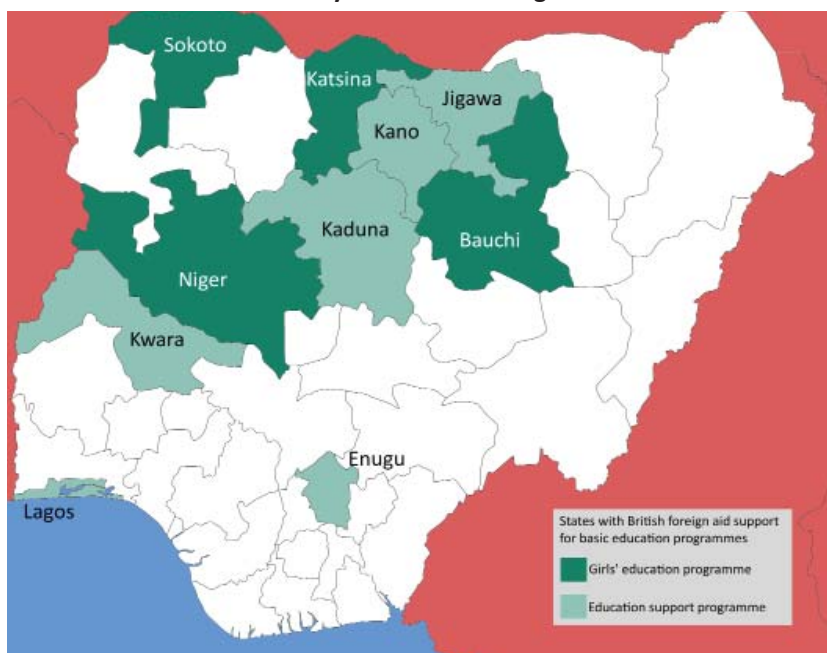 Sokoto
Katsina
Jigawa
Kano
Kaduna
Bauchi
Niger
Kwara
Enugu
Lagos
States with British foreign aid support
for basic education programmes
Girls' education programme
Education support programme